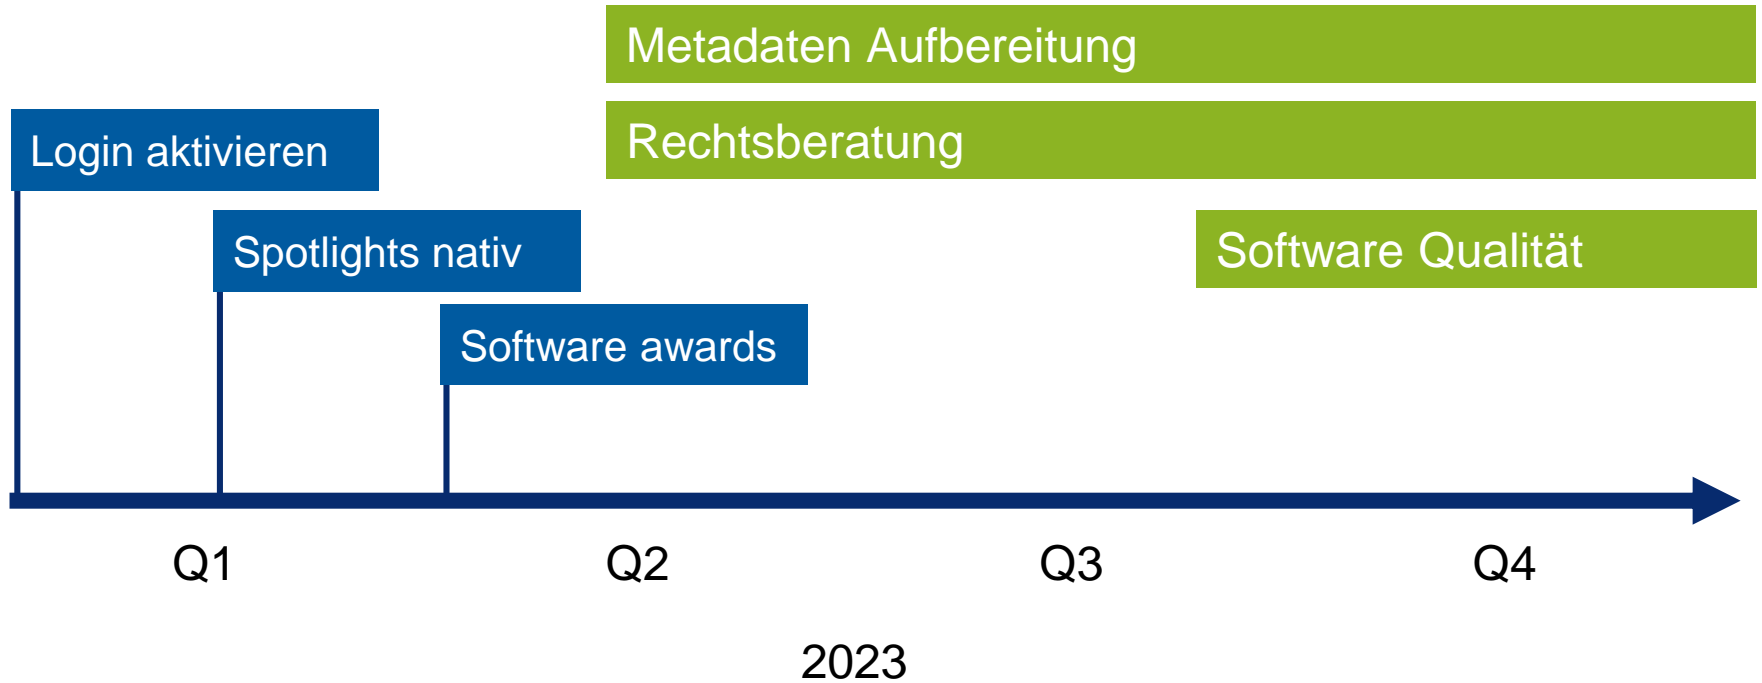 Metadaten Aufbereitung
Login aktivieren
Rechtsberatung
Spotlights nativ
Software Qualität
Software awards
Q1
Q2
Q3
Q4
2023